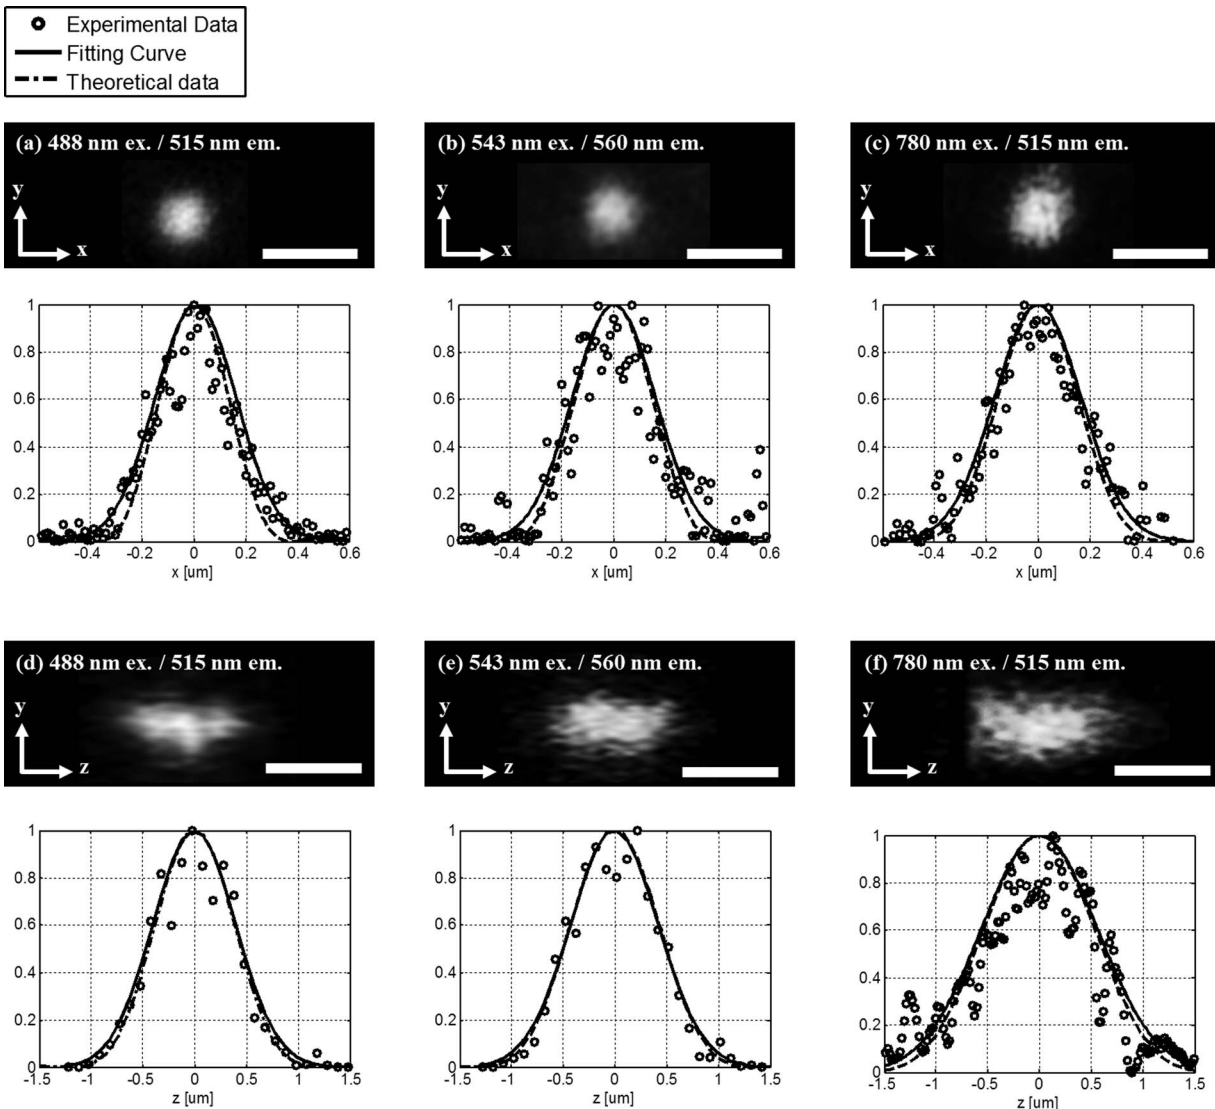 Experimental Data
Fitting Curve
Theoretical data
(a) 488 nm ex. / 515 nm em.
y
x
(b) 543 nm ex. / 560 nm em.
y
x
(c) 780 nm ex. / 515 nm em.
y
x
1
0.8
0.6
0.4
0.2
0
-0.4 -0.2 0 0.2 0.4 0.6
x [um]
1
0.8
0.6
0.4
0.2
0
-0.4 -0.2 0 0.2 0.4 0.6
x [um]
1
0.8
0.6
0.4
0.2
0
-0.4 -0.2 0 0.2 0.4 0.6
x [um]
(d) 488 nm ex. / 515 nm em.
y
z
(e) 543 nm ex. / 560 nm em.
y
z
(f) 780 nm ex. / 515 nm em.
y
z
1
0.8
0.6
0.4
0.2
0
-1.5 -1 -0.5 0 0.5 1 1.5
z [um]
1
0.8
0.6
0.4
0.2
0
-1.5 -1 -0.5 0 0.5 1 1.5
z [um]
1
0.8
0.6
0.4
0.2
0
-1.5 -1 -0.5 0 0.5 1 1.5
z [um]